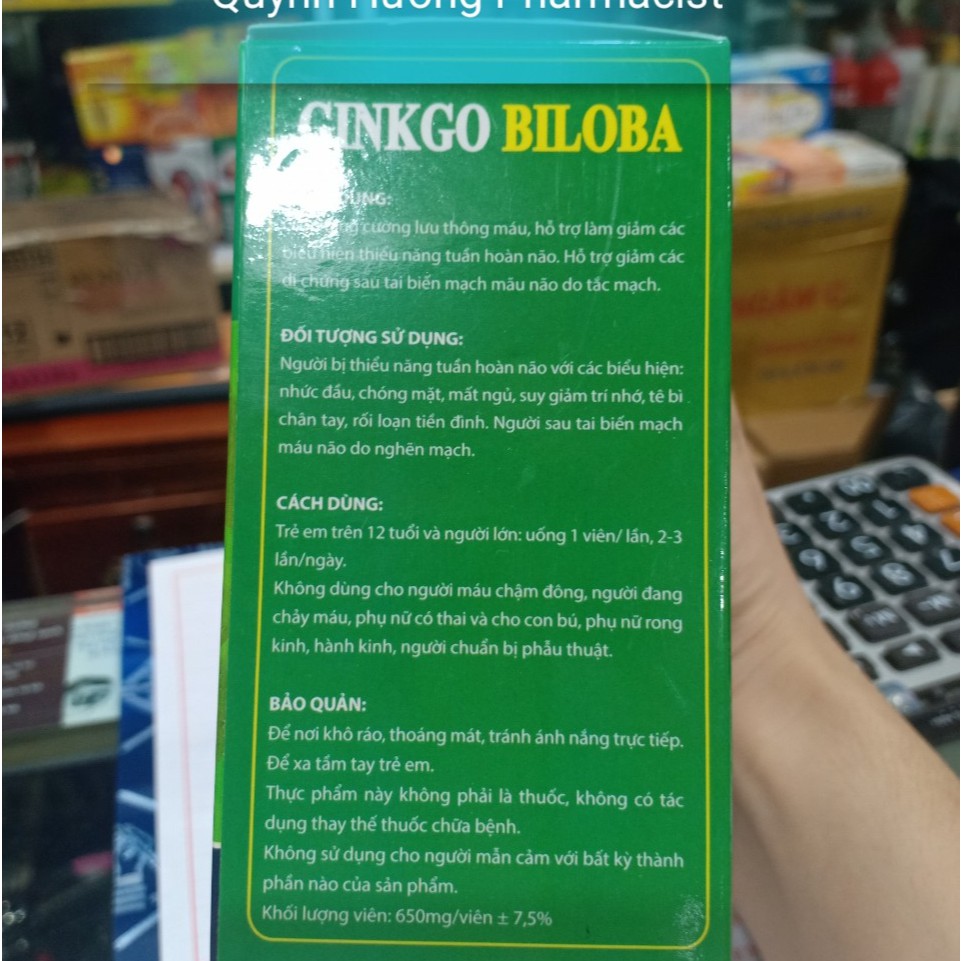 Quỳnh Hương Pharmacist
GINKGO BILOBA
DỤNG:
cường lưu thông máu, hỗ trợ làm giảm các
biểu hiện thiểu năng tuần hoàn não. Hỗ trợ giảm các
di chứng sau tai biến mạch mãu não do tắc mạch.
ĐỐI TƯỢNG SỬ DỤNG:
Người bị thiểu năng tuần hoàn não với các biểu hiện:
nhức đầu, chóng mặt, mất ngủ, suy giảm trí nhớ, tê bì
chân tay, rối loạn tiền đình. Người sau tai biến mạch
máu não do nghẽn mạch.
CÁCH DÙNG:
Trẻ em trên 12 tuổi và người lớn: uống 1 viên/ lần, 2-3
lần/ngày.
Không dùng cho người máu chậm đông, người đang
chảy máu, phụ nữ có thai và cho con bú, phụ nữ rong
kinh, hành kinh, người chuẩn bị phẫu thuật.
BẢO QUẢN:
Để nơi khô ráo, thoáng mát, tránh ánh nắng trực tiếp.
Để xa tầm tay trẻ em.
Thực phẩm này không phải là thuốc, không có tác
dụng thay thế thuốc chữa bệnh.
Không sử dụng cho người mẫn cảm với bất kỳ thành
phần nào của sản phẩm.
Khối lượng viên: 650mg/viên ± 7,5%